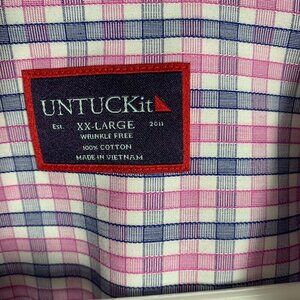 UNTUCKit
Est. XX-LARGE 2011
WRINKLE FREE
100% COTTON
MADE IN VIETNAM